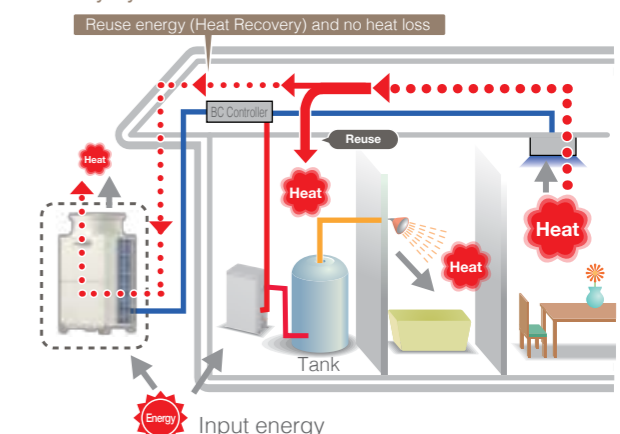 Reuse energy (Heat Recovery) and no heat loss
BC Controller
Reuse
Heat
Heat
Heat
Heat
Tank
Energy
Input energy